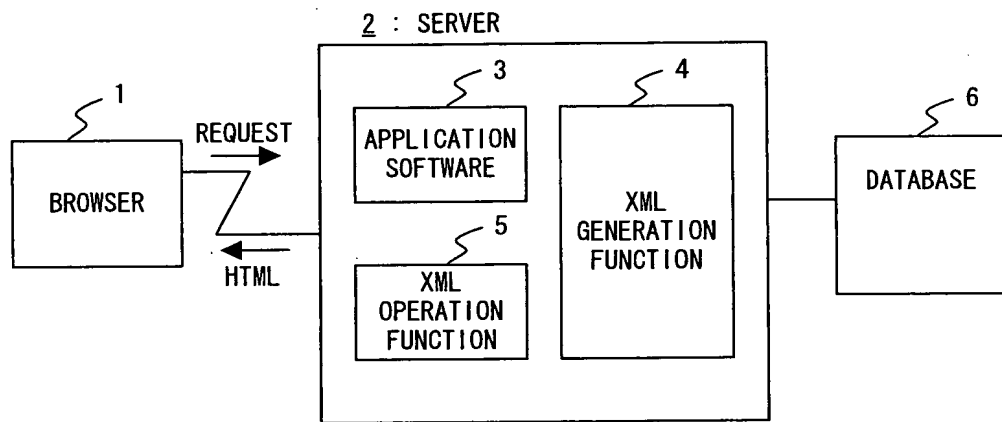 2 : SERVER
1
BROWSER
REQUEST
HTML
3
APPLICATION
SOFTWARE
5
XML
OPERATION
FUNCTION
4
XML
GENERATION
FUNCTION
6
DATABASE